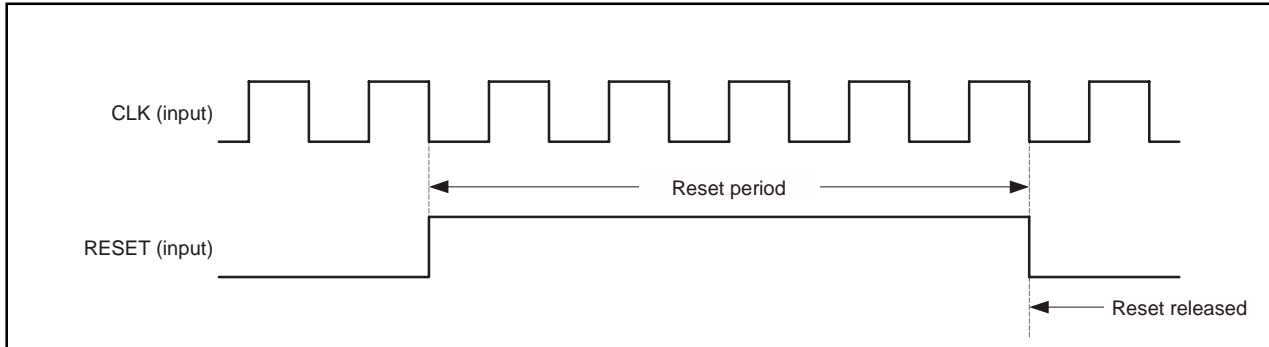 CLK (input)
Reset period
RESET (input)
Reset released